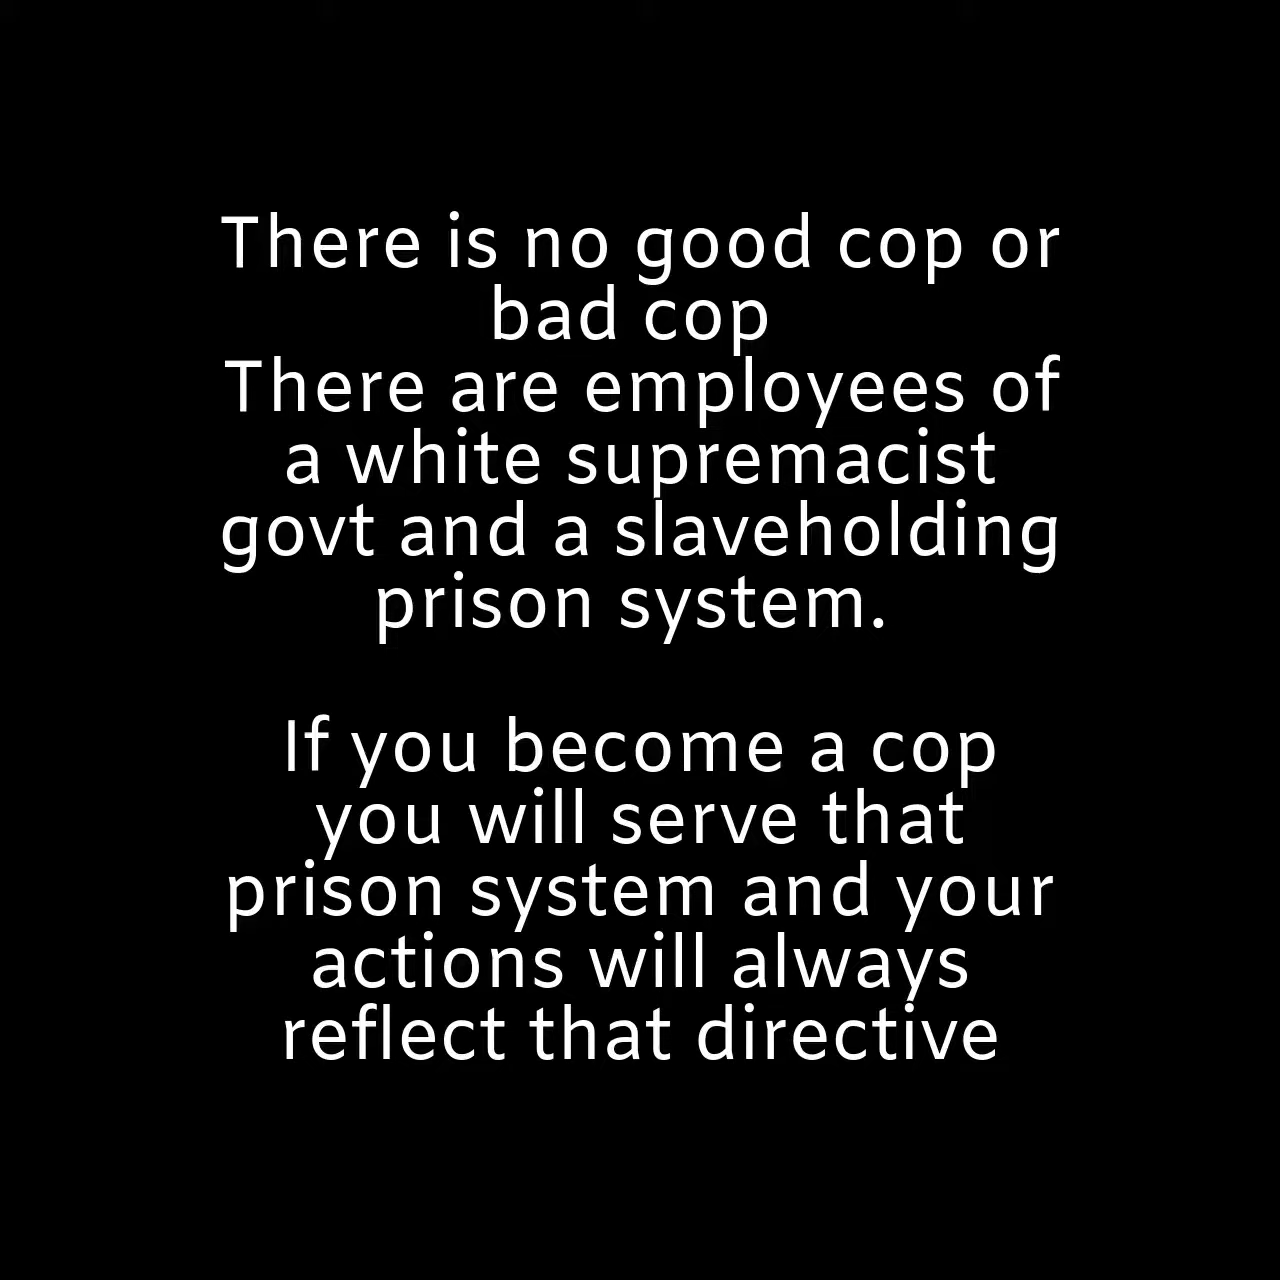 There is no good cop or
bad cop
There are employees of
a white supremacist
govt and a slaveholding
prison system.
If you become a cop
you will serve that
prison system and your
actions will always
reflect that directive